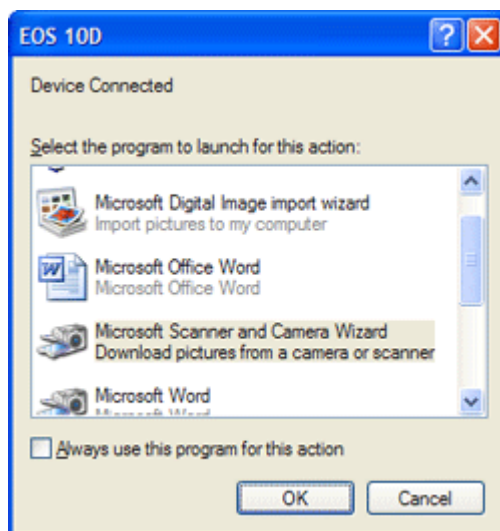 EOS 10D
Device Connected
Select the program to launch for this action:
Microsoft Digital Image import wizard
Import pictures to my computer
Microsoft Office Word
Microsoft Office Word
Microsoft Scanner and Camera Wizard
Download pictures from a camera or scanner
Microsoft Word
Microsoft Word
Always use this program for this action
OK Cancel